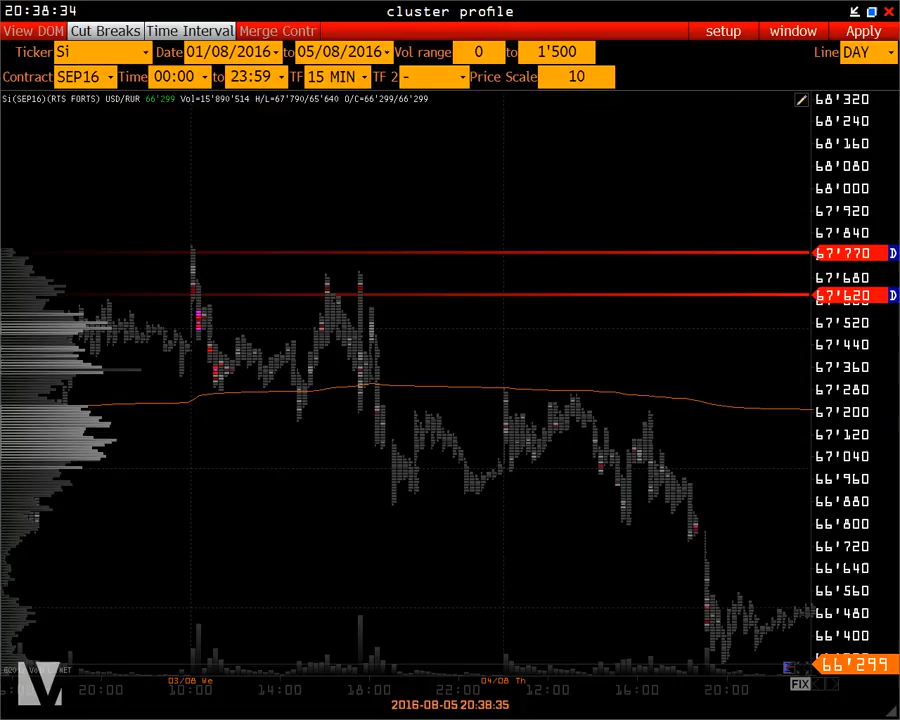 20:38:34 cluster profile
View DOM Cut Breaks Time Interval Merge Contr setup window Apply
Ticker Si Date 01/08/2016 to 05/08/2016 Vol range 0 to 1'500 Line DAY
Contract SEP16 Time 00:00 to 23:59 TF 15 MIN TF 2 - Price Scale 10
Si(SEP16)(RTS FORTS) USD/RUR 66'299 Vol=15'890'514 H/L=67'790/65'640 O/C=66'299/66'299
68'320
68'240
68'160
68'080
68'000
67'920
67'840
67'770 D
67'680
67'620 D
67'520
67'440
67'360
67'280
67'200
67'120
67'040
66'960
66'880
66'800
66'720
66'640
66'560
66'480
66'400
66'299
03/08 We 04/08 Th FIX
20:00 10:00 14:00 18:00 22:00 12:00 16:00 20:00
2016-08-05 20:38:35